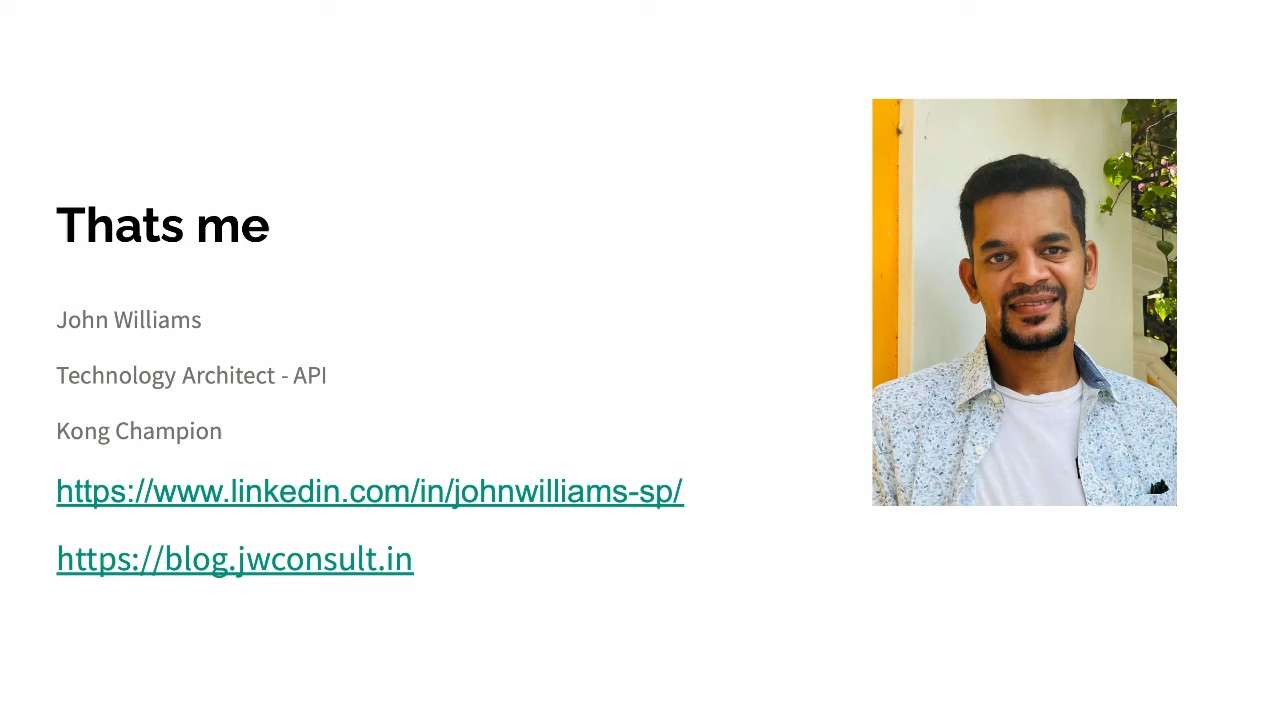 Thats me
John Williams
Technology Architect - API
Kong Champion
https://www.linkedin.com/in/johnwilliams-sp/
https://blog.jwconsult.in